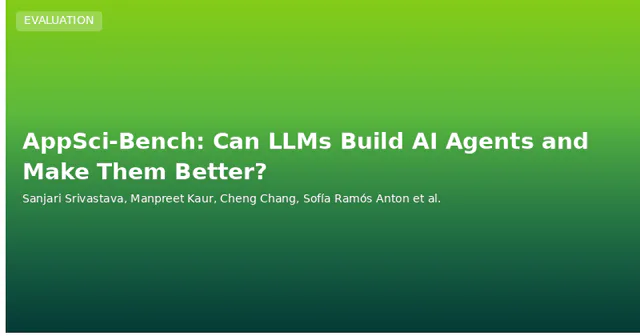 EVALUATION
AppSci-Bench: Can LLMs Build AI Agents and
Make Them Better?
Sanjari Srivastava, Manpreet Kaur, Cheng Chang, Sofía Ramós Anton et al.